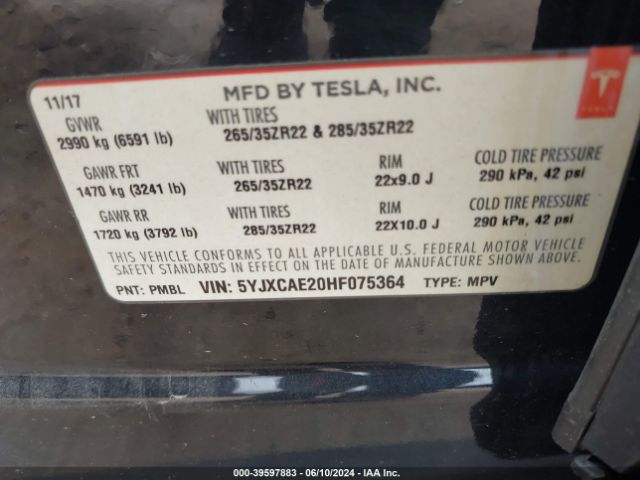 11/17 MFD BY TESLA, INC.
TESLA
GVWR WITH TIRES
2990 kg (6591 lb) 265/35ZR22 & 285/35ZR22
GAWR FRT WITH TIRES RIM COLD TIRE PRESSURE
1470 kg (3241 lb) 265/35ZR22 22x9.0 J 290 kPa, 42 psi
GAWR RR WITH TIRES RIM COLD TIRE PRESSURE
1720 kg (3792 lb) 285/35ZR22 22X10.0 J 290 kPa, 42 psi
THIS VEHICLE CONFORMS TO ALL APPLICABLE U.S. FEDERAL MOTOR VEHICLE
SAFETY STANDARDS IN EFFECT ON THE DATE OF MANUFACTURE SHOWN ABOVE.
PNT: PMBL VIN: 5YJXCAE20HF075364 TYPE: MPV
000-39597883 - 06/10/2024 - IAA Inc.